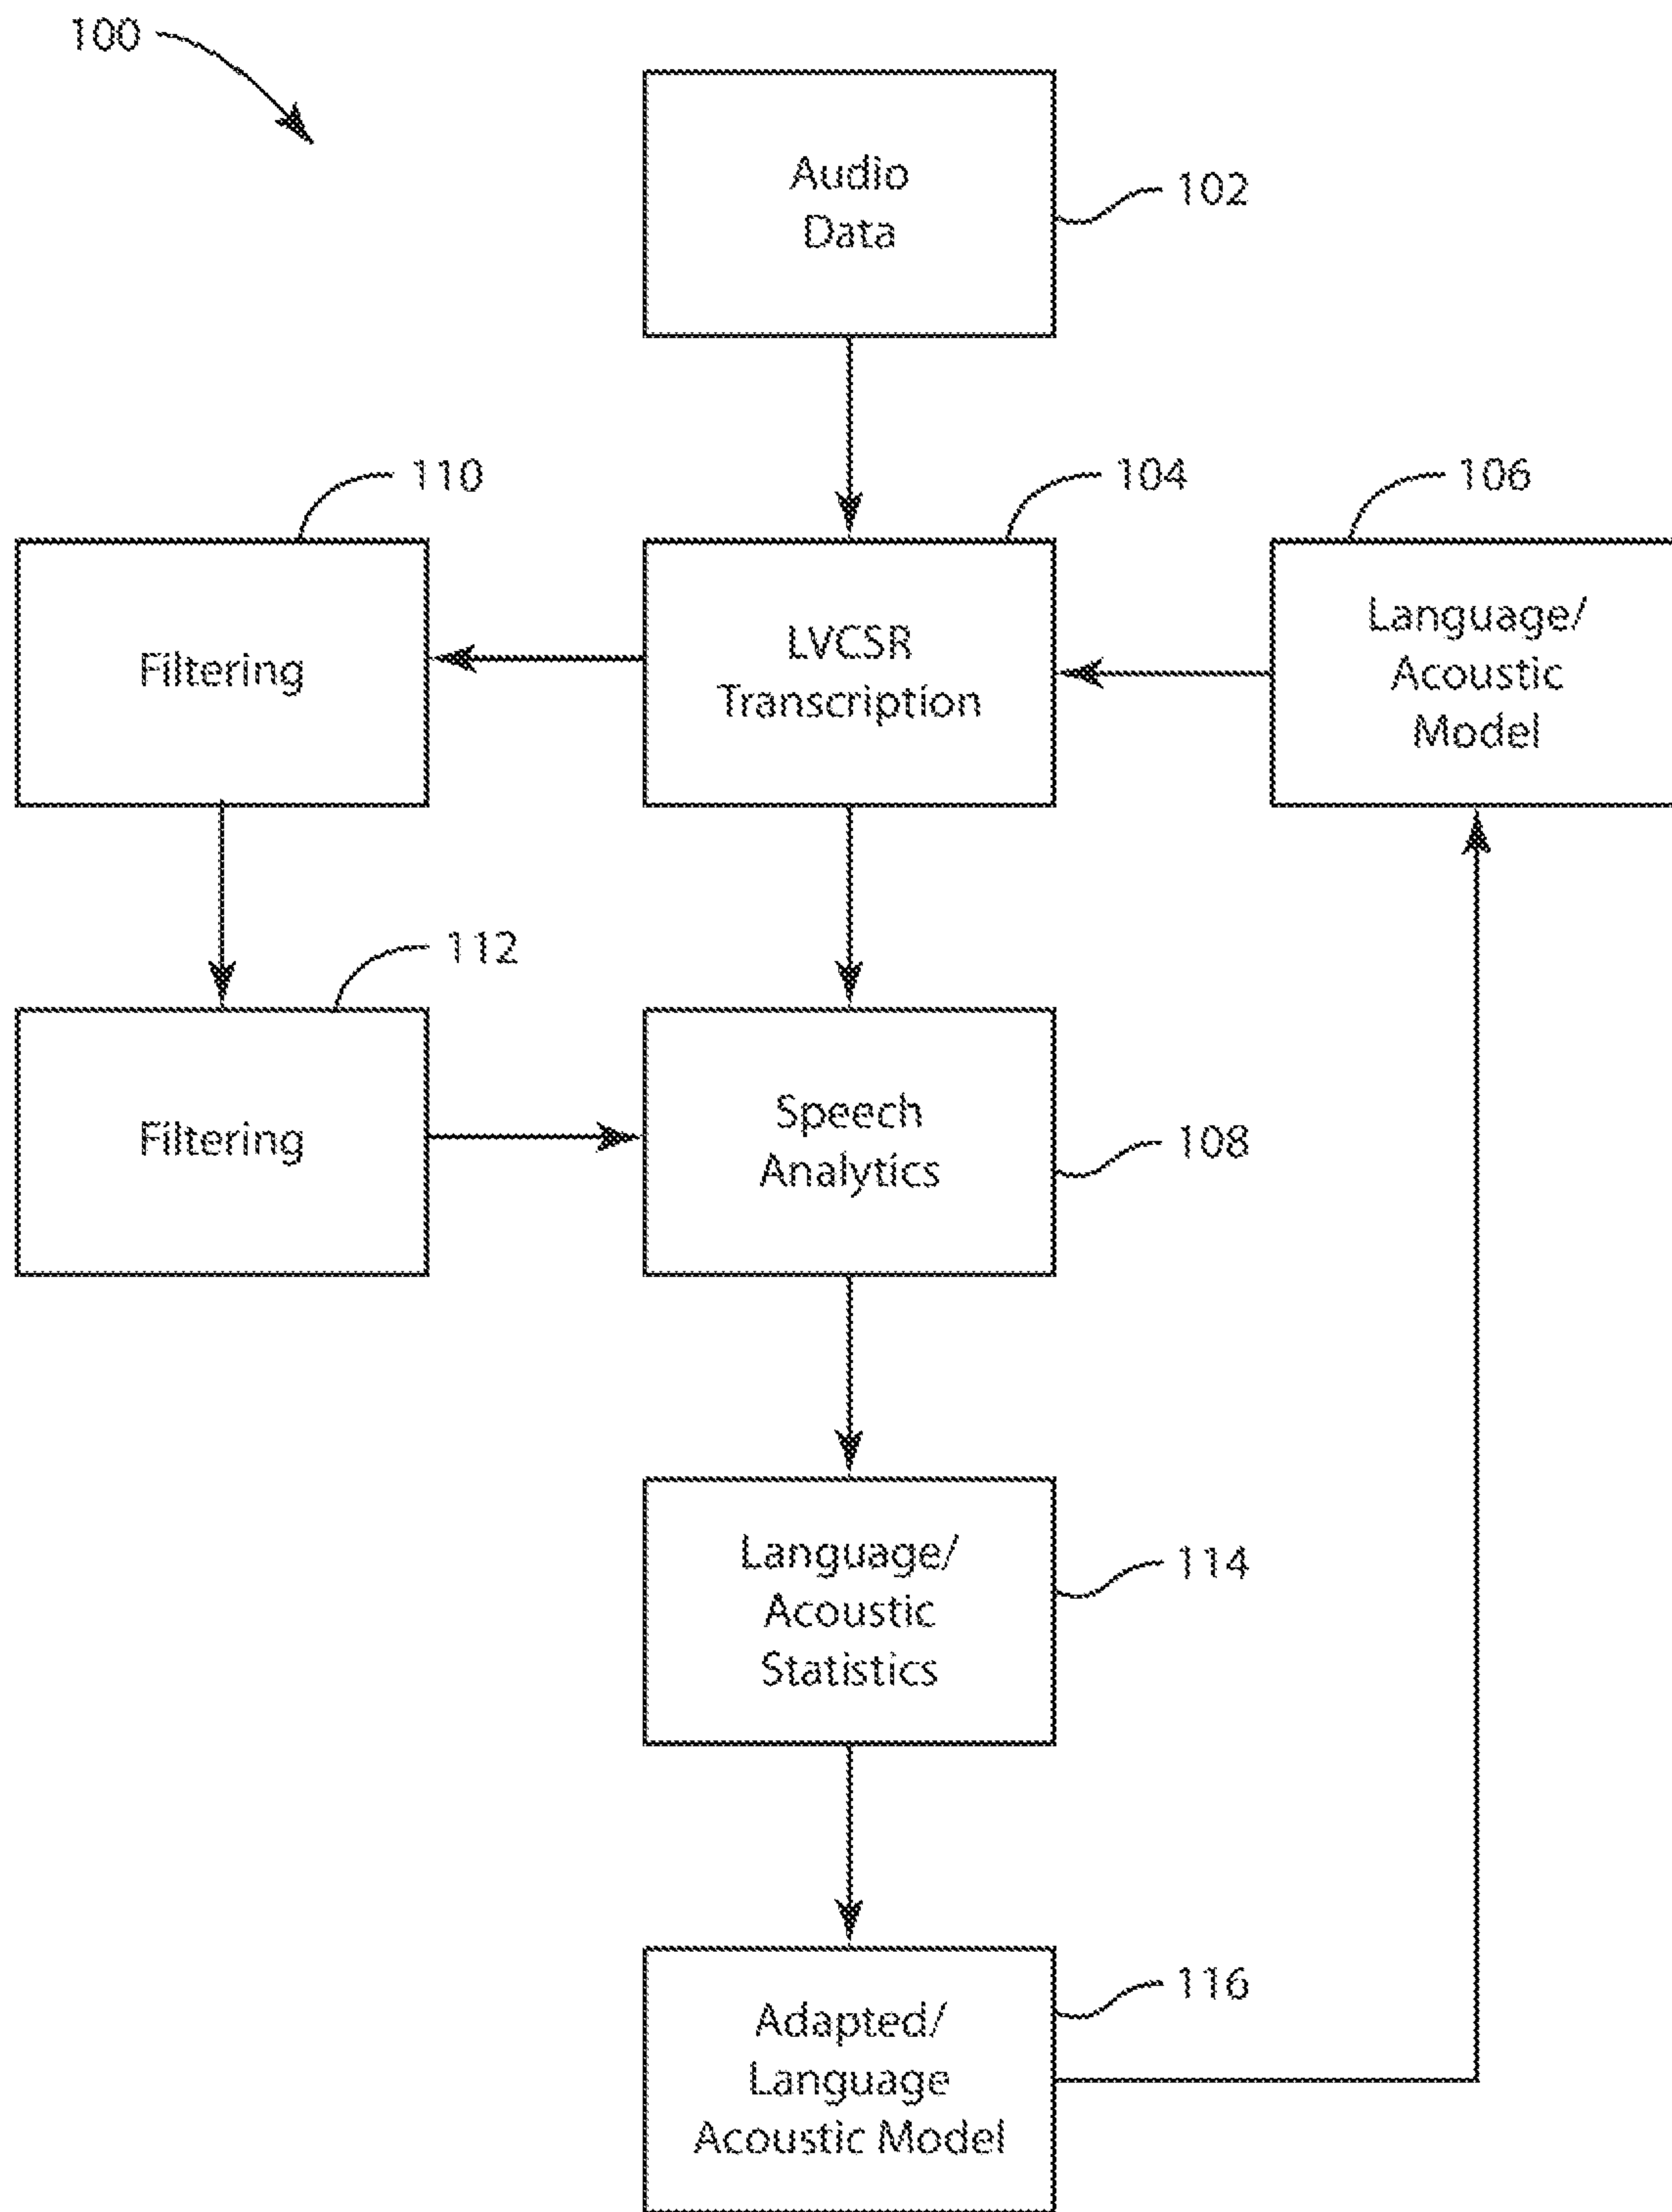 100
Audio
Data
102
110
104
106
Filtering
LVCSR
Transcription
Language/
Acoustic
Model
112
Filtering
Speech
Analytics
108
Language/
Acoustic
Statistics
114
Adapted/
Language
Acoustic Model
116